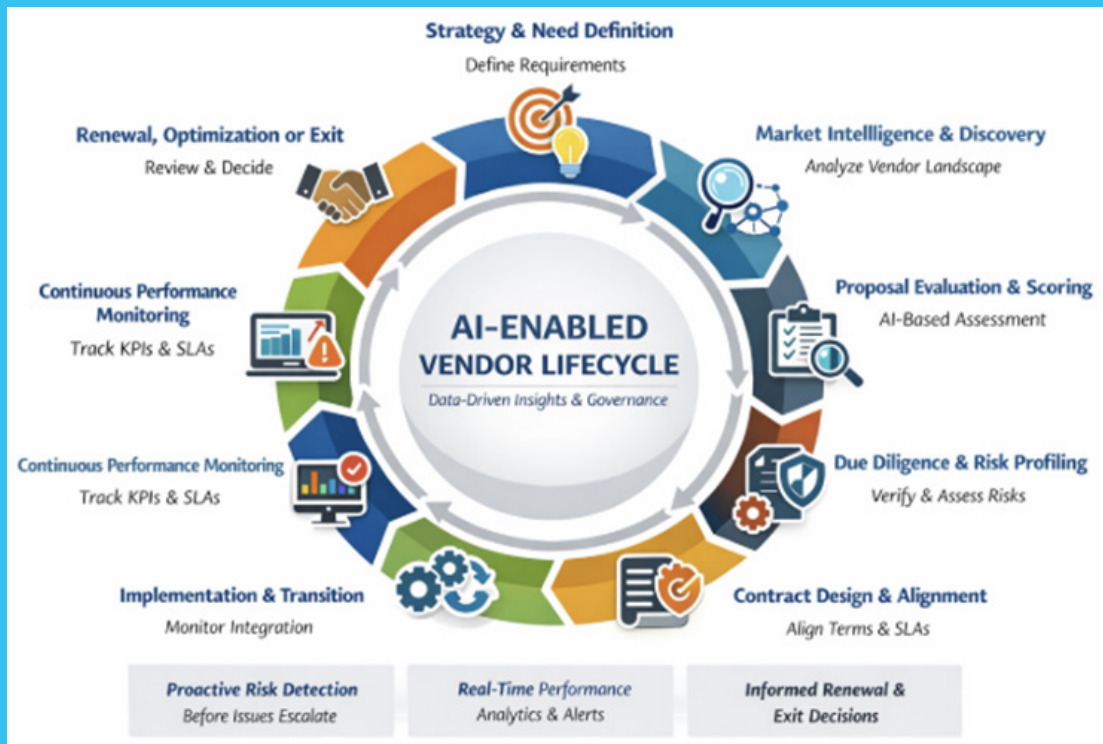 Strategy & Need Definition
Define Requirements
Market Intellligence & Discovery
Analyze Vendor Landscape
Proposal Evaluation & Scoring
AI-Based Assessment
Due Diligence & Risk Profiling
Verify & Assess Risks
Contract Design & Alignment
Align Terms & SLAs
Implementation & Transition
Monitor Integration
Continuous Performance Monitoring
Track KPIs & SLAs
Continuous Performance
Monitoring
Track KPIs & SLAs
Renewal, Optimization or Exit
Review & Decide
AI-ENABLED
VENDOR LIFECYCLE
Data-Driven Insights & Governance
Proactive Risk Detection
Before Issues Escalate
Real-Time Performance
Analytics & Alerts
Informed Renewal &
Exit Decisions